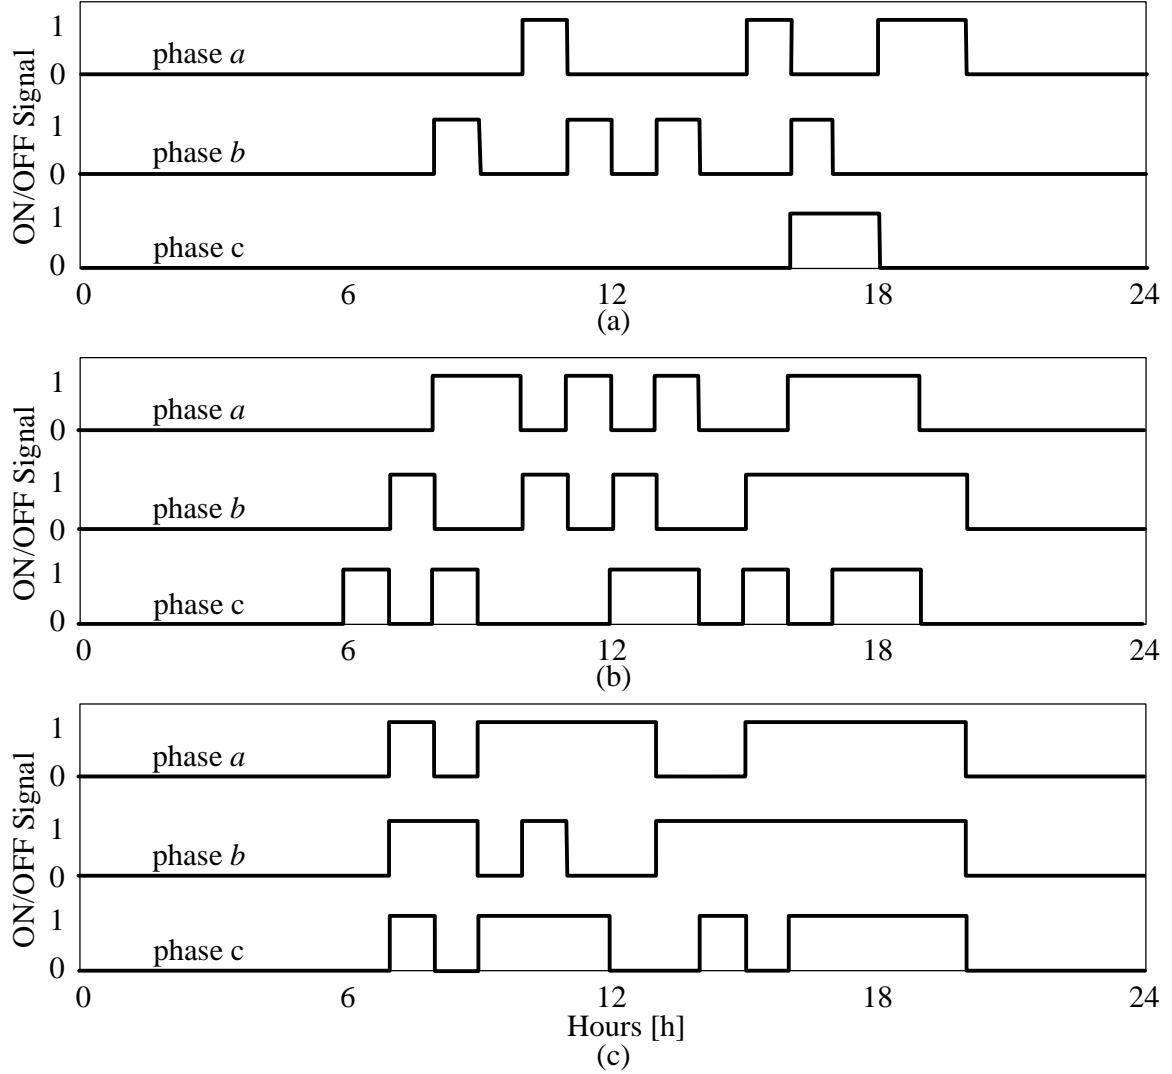 ON/OFF Signal
1
phase a
0
1
phase b
0
1
phase c
0
0 6 12 18 24
(a)
ON/OFF Signal
1
phase a
0
1
phase b
0
1
phase c
0
0 6 12 18 24
(b)
ON/OFF Signal
1
phase a
0
1
phase b
0
1
phase c
0
0 6 12 18 24
Hours [h]
(c)